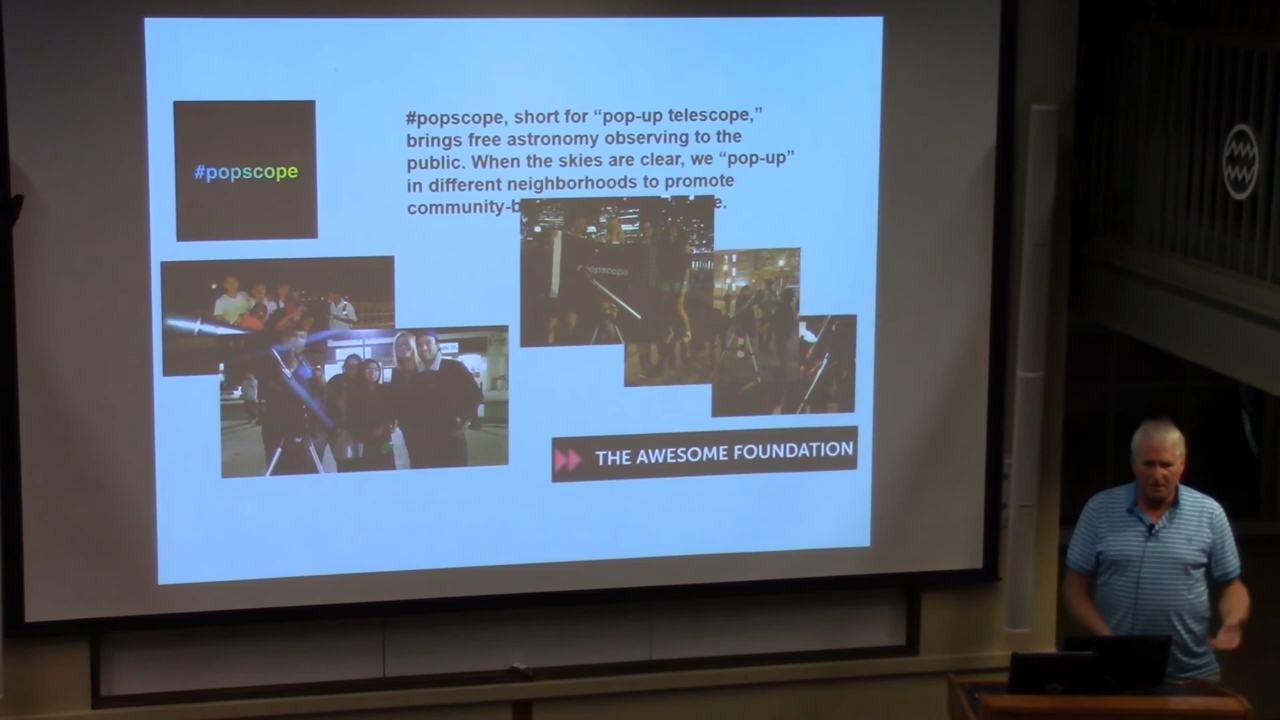 #popscope
#popscope, short for “pop-up telescope,”
brings free astronomy observing to the
public. When the skies are clear, we “pop-up”
in different neighborhoods to promote
community-b e.
#popscope
THE AWESOME FOUNDATION